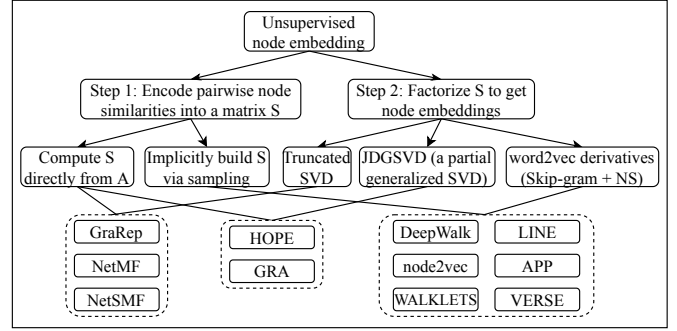 Unsupervised
node embedding
Step 1: Encode pairwise node
similarities into a matrix S
Step 2: Factorize S to get
node embeddings
Compute S
directly from A
Implicitly build S
via sampling
Truncated
SVD
JDGSVD (a partial
generalized SVD)
word2vec derivatives
(Skip-gram + NS)
GraRep
NetMF
NetSMF
HOPE
GRA
DeepWalk
LINE
node2vec
APP
WALKLETS
VERSE